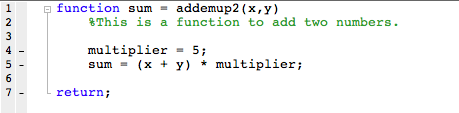 1 function sum = addemup2(x,y)
2 %This is a function to add two numbers.
3
4 - multiplier = 5;
5 - sum = (x + y) * multiplier;
6
7 - return;